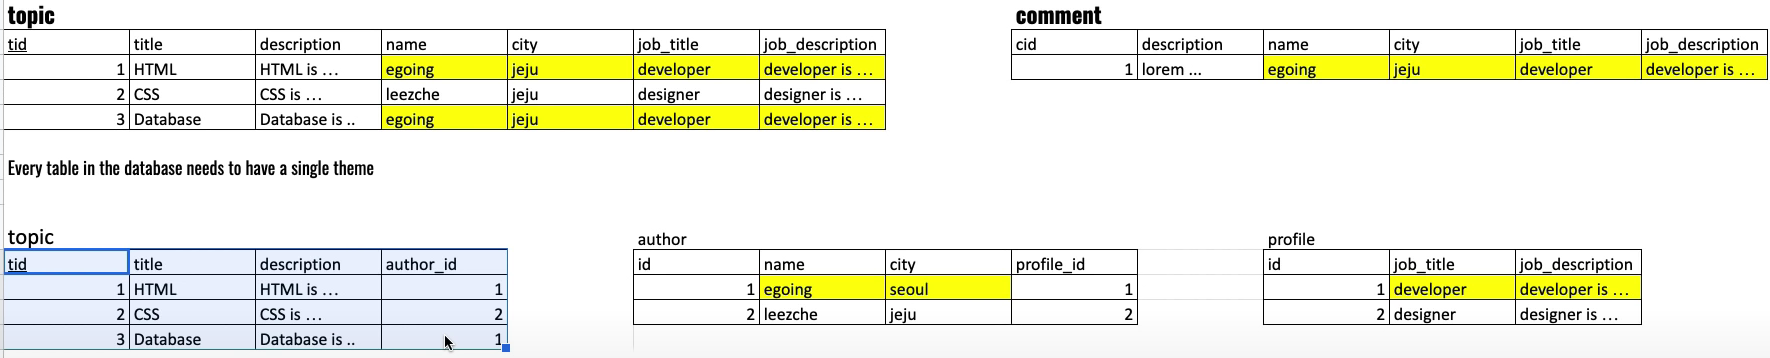 topic
tid title description name city job_title job_description
1 HTML HTML is ... egoing jeju developer developer is ...
2 CSS CSS is ... leezche jeju designer designer is ...
3 Database Database is .. egoing jeju developer developer is ...
comment
cid description name city job_title job_description
1 lorem ... egoing jeju developer developer is ...
Every table in the database needs to have a single theme
topic
tid title description author_id
1 HTML HTML is ... 1
2 CSS CSS is ... 2
3 Database Database is .. 1
author
id name city profile_id
1 egoing seoul 1
2 leezche jeju 2
profile
id job_title job_description
1 developer developer is ...
2 designer designer is ...